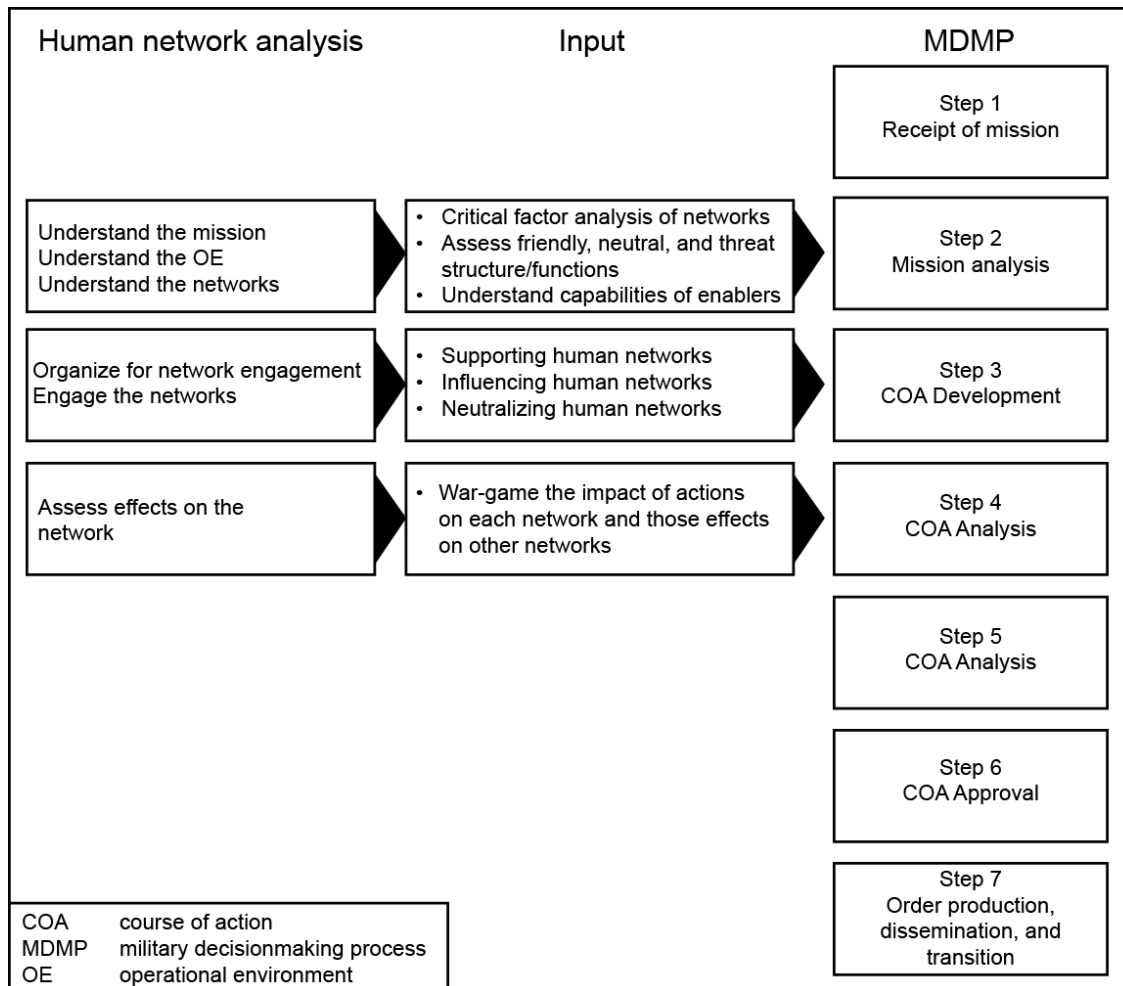 Human network analysis
Input
MDMP
Step 1
Receipt of mission
Understand the mission
Understand the OE
Understand the networks
• Critical factor analysis of networks
• Assess friendly, neutral, and threat
structure/functions
• Understand capabilities of enablers
Step 2
Mission analysis
Organize for network engagement
Engage the networks
• Supporting human networks
• Influencing human networks
• Neutralizing human networks
Step 3
COA Development
Assess effects on the
network
• War-game the impact of actions
on each network and those effects
on other networks
Step 4
COA Analysis
Step 5
COA Analysis
Step 6
COA Approval
Step 7
Order production,
dissemination, and
transition
COA course of action
MDMP military decisionmaking process
OE operational environment